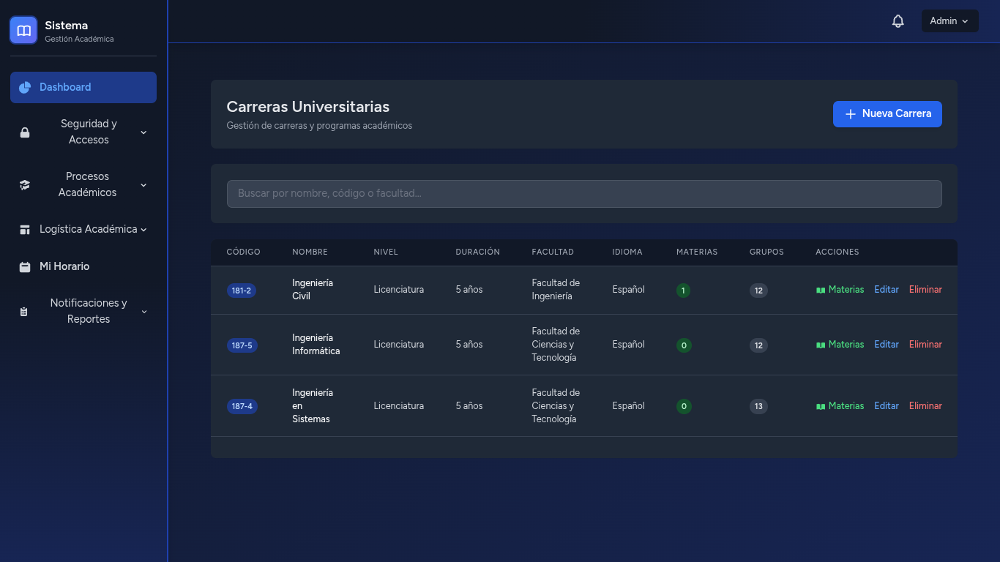 Sistema
Gestión Académica
Admin
Dashboard
Seguridad y
Accesos
Procesos
Académicos
Logística Académica
Mi Horario
Notificaciones y
Reportes
Carreras Universitarias
Gestión de carreras y programas académicos
Nueva Carrera
Buscar por nombre, código o facultad...
CÓDIGO NOMBRE NIVEL DURACIÓN FACULTAD IDIOMA MATERIAS GRUPOS ACCIONES
181-2 Ingeniería Licenciatura 5 años Facultad de Español 1 12 Materias Editar Eliminar
Civil Ingeniería
187-5 Ingeniería Licenciatura 5 años Facultad de Español 0 12 Materias Editar Eliminar
Informática Ciencias y
Tecnología
187-4 Ingeniería Licenciatura 5 años Facultad de Español 0 13 Materias Editar Eliminar
en Ciencias y
Sistemas Tecnología